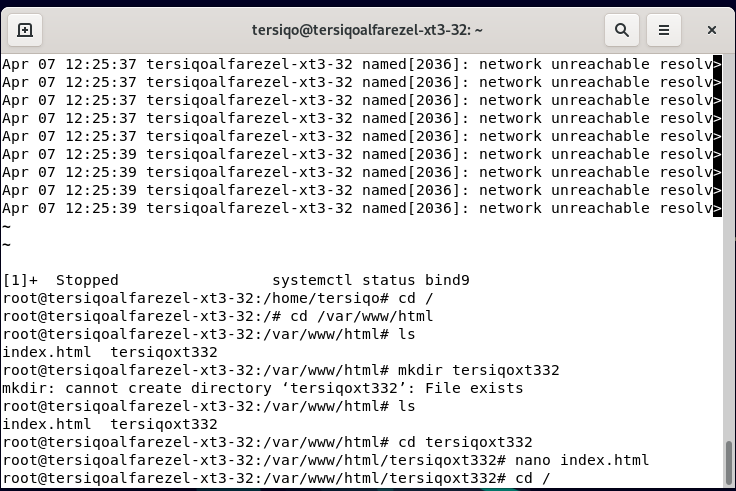 tersiqo@tersiqoalfarezel-xt3-32: ~
Apr 07 12:25:37 tersiqoalfarezel-xt3-32 named[2036]: network unreachable resolv>
Apr 07 12:25:37 tersiqoalfarezel-xt3-32 named[2036]: network unreachable resolv>
Apr 07 12:25:37 tersiqoalfarezel-xt3-32 named[2036]: network unreachable resolv>
Apr 07 12:25:37 tersiqoalfarezel-xt3-32 named[2036]: network unreachable resolv>
Apr 07 12:25:37 tersiqoalfarezel-xt3-32 named[2036]: network unreachable resolv>
Apr 07 12:25:39 tersiqoalfarezel-xt3-32 named[2036]: network unreachable resolv>
Apr 07 12:25:39 tersiqoalfarezel-xt3-32 named[2036]: network unreachable resolv>
Apr 07 12:25:39 tersiqoalfarezel-xt3-32 named[2036]: network unreachable resolv>
Apr 07 12:25:39 tersiqoalfarezel-xt3-32 named[2036]: network unreachable resolv>
~
~
[1]+  Stopped                 systemctl status bind9
root@tersiqoalfarezel-xt3-32:/home/tersiqo# cd /
root@tersiqoalfarezel-xt3-32:/# cd /var/www/html
root@tersiqoalfarezel-xt3-32:/var/www/html# ls
index.html  tersiqoxt332
root@tersiqoalfarezel-xt3-32:/var/www/html# mkdir tersiqoxt332
mkdir: cannot create directory ‘tersiqoxt332’: File exists
root@tersiqoalfarezel-xt3-32:/var/www/html# ls
index.html  tersiqoxt332
root@tersiqoalfarezel-xt3-32:/var/www/html# cd tersiqoxt332
root@tersiqoalfarezel-xt3-32:/var/www/html/tersiqoxt332# nano index.html
root@tersiqoalfarezel-xt3-32:/var/www/html/tersiqoxt332# cd /